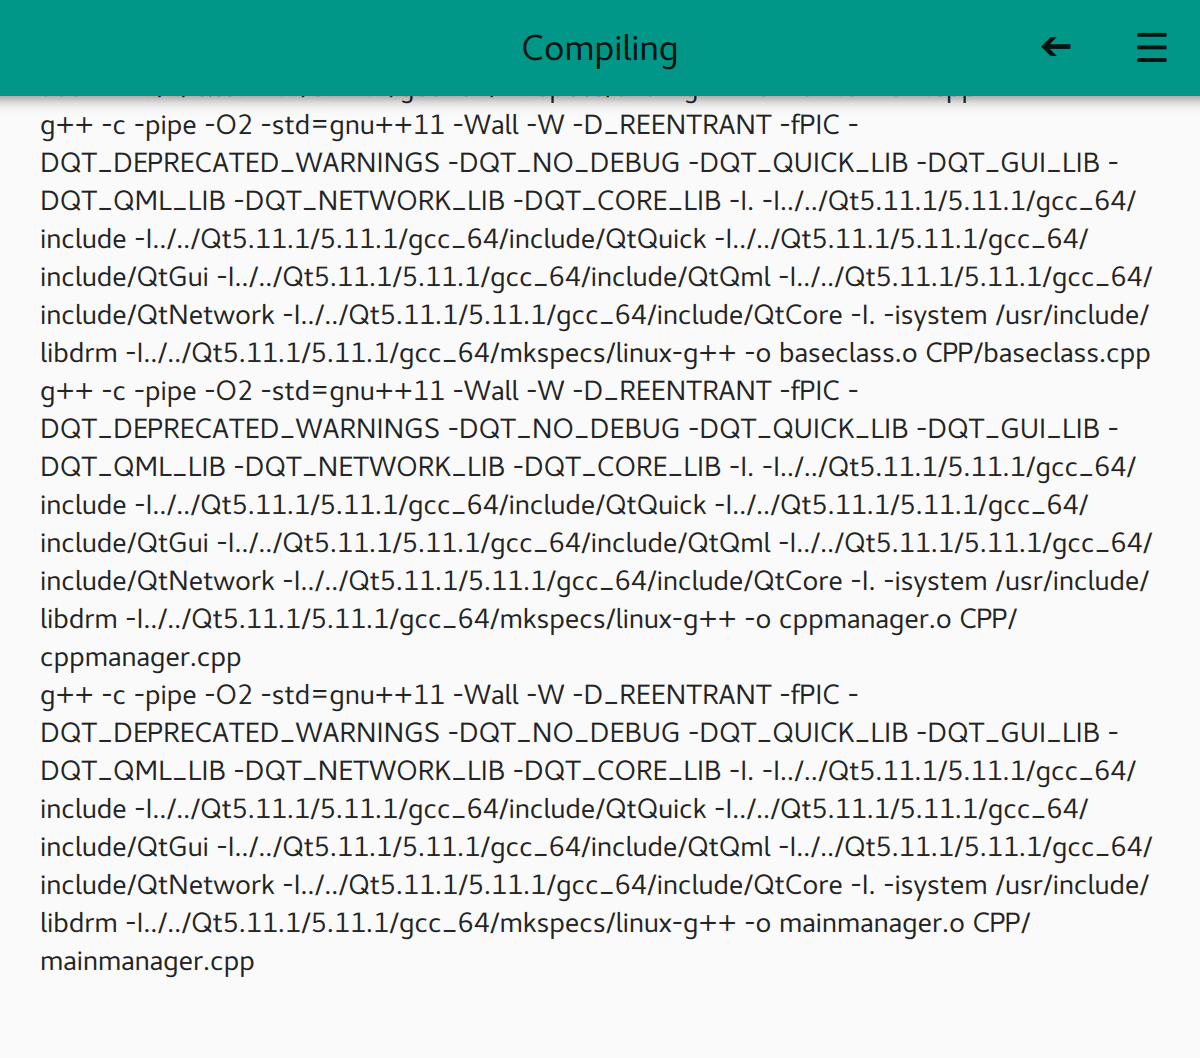 Compiling
g++ -c -pipe -O2 -std=gnu++11 -Wall -W -D_REENTRANT -fPIC -
DQT_DEPRECATED_WARNINGS -DQT_NO_DEBUG -DQT_QUICK_LIB -DQT_GUI_LIB -
DQT_QML_LIB -DQT_NETWORK_LIB -DQT_CORE_LIB -I. -I../../Qt5.11.1/5.11.1/gcc_64/
include -I../../Qt5.11.1/5.11.1/gcc_64/include/QtQuick -I../../Qt5.11.1/5.11.1/gcc_64/
include/QtGui -I../../Qt5.11.1/5.11.1/gcc_64/include/QtQml -I../../Qt5.11.1/5.11.1/gcc_64/
include/QtNetwork -I../../Qt5.11.1/5.11.1/gcc_64/include/QtCore -I. -isystem /usr/include/
libdrm -I../../Qt5.11.1/5.11.1/gcc_64/mkspecs/linux-g++ -o baseclass.o CPP/baseclass.cpp
g++ -c -pipe -O2 -std=gnu++11 -Wall -W -D_REENTRANT -fPIC -
DQT_DEPRECATED_WARNINGS -DQT_NO_DEBUG -DQT_QUICK_LIB -DQT_GUI_LIB -
DQT_QML_LIB -DQT_NETWORK_LIB -DQT_CORE_LIB -I. -I../../Qt5.11.1/5.11.1/gcc_64/
include -I../../Qt5.11.1/5.11.1/gcc_64/include/QtQuick -I../../Qt5.11.1/5.11.1/gcc_64/
include/QtGui -I../../Qt5.11.1/5.11.1/gcc_64/include/QtQml -I../../Qt5.11.1/5.11.1/gcc_64/
include/QtNetwork -I../../Qt5.11.1/5.11.1/gcc_64/include/QtCore -I. -isystem /usr/include/
libdrm -I../../Qt5.11.1/5.11.1/gcc_64/mkspecs/linux-g++ -o cppmanager.o CPP/
cppmanager.cpp
g++ -c -pipe -O2 -std=gnu++11 -Wall -W -D_REENTRANT -fPIC -
DQT_DEPRECATED_WARNINGS -DQT_NO_DEBUG -DQT_QUICK_LIB -DQT_GUI_LIB -
DQT_QML_LIB -DQT_NETWORK_LIB -DQT_CORE_LIB -I. -I../../Qt5.11.1/5.11.1/gcc_64/
include -I../../Qt5.11.1/5.11.1/gcc_64/include/QtQuick -I../../Qt5.11.1/5.11.1/gcc_64/
include/QtGui -I../../Qt5.11.1/5.11.1/gcc_64/include/QtQml -I../../Qt5.11.1/5.11.1/gcc_64/
include/QtNetwork -I../../Qt5.11.1/5.11.1/gcc_64/include/QtCore -I. -isystem /usr/include/
libdrm -I../../Qt5.11.1/5.11.1/gcc_64/mkspecs/linux-g++ -o mainmanager.o CPP/
mainmanager.cpp